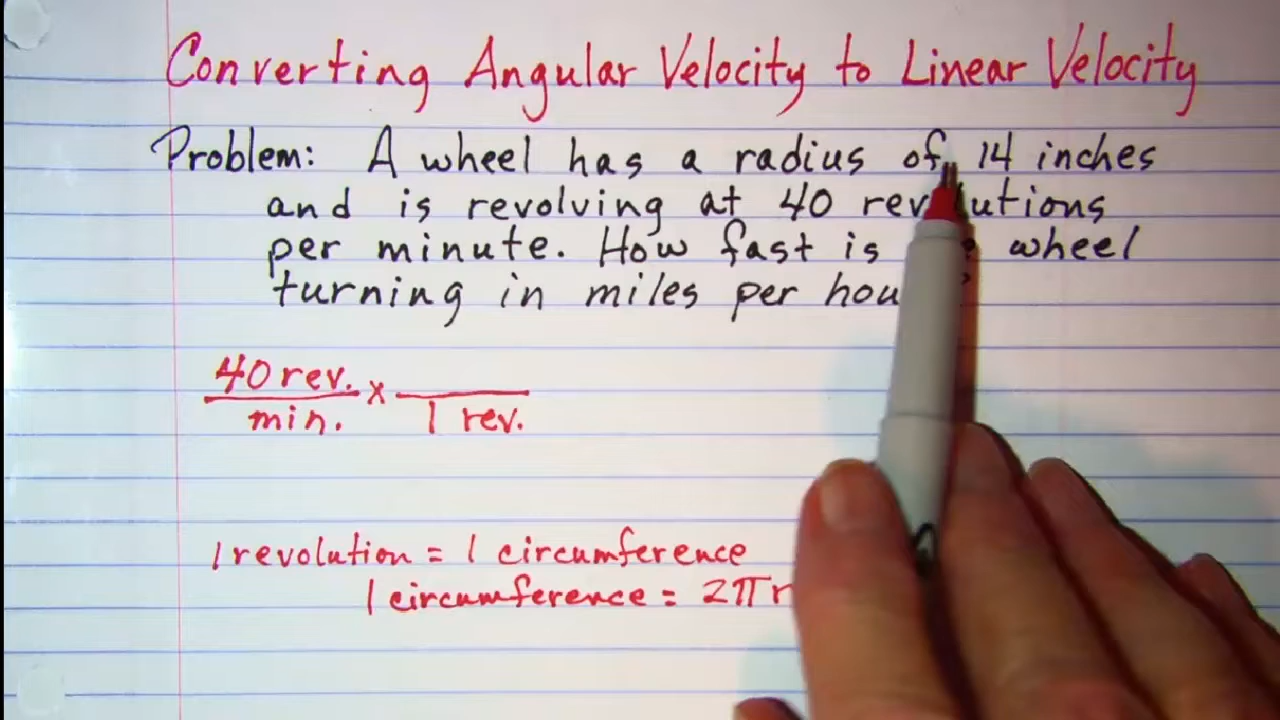 Converting Angular Velocity to Linear Velocity
Problem: A wheel has a radius of 14 inches
and is revolving at 40 revolutions
per minute. How fast is wheel
turning in miles per hou
40 rev. ×
min. 1 rev.
1 revolution = 1 circumference
1 circumference = 2πr